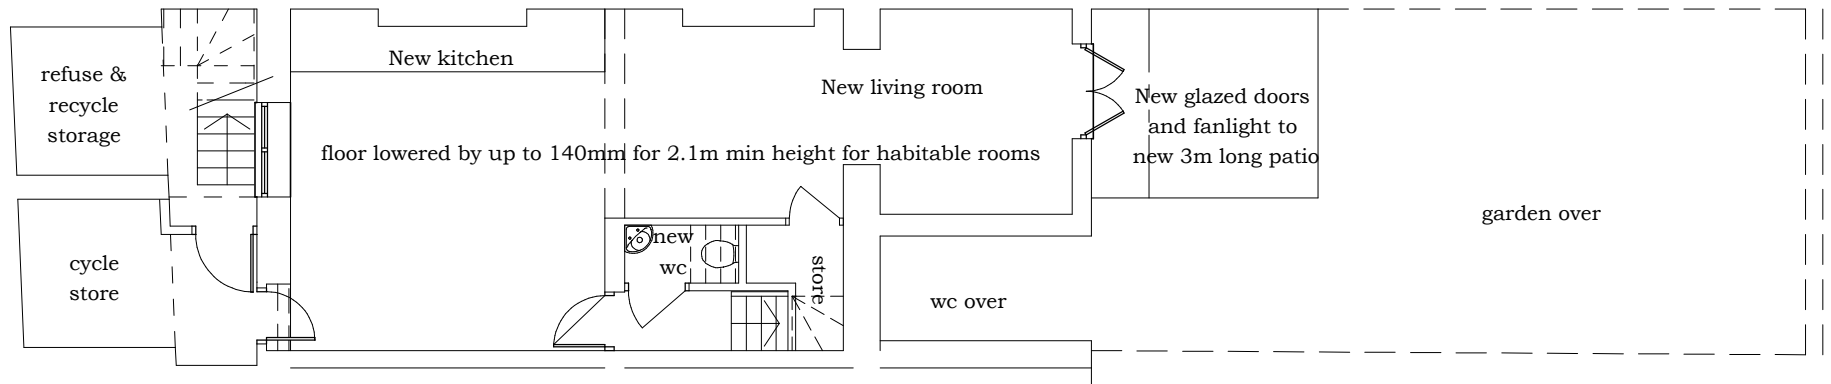 refuse &
recycle
storage
New kitchen
New living room
New glazed doors
and fanlight to
new 3m long patio
floor lowered by up to 140mm for 2.1m min height for habitable rooms
garden over
cycle
store
new
wc
store
wc over